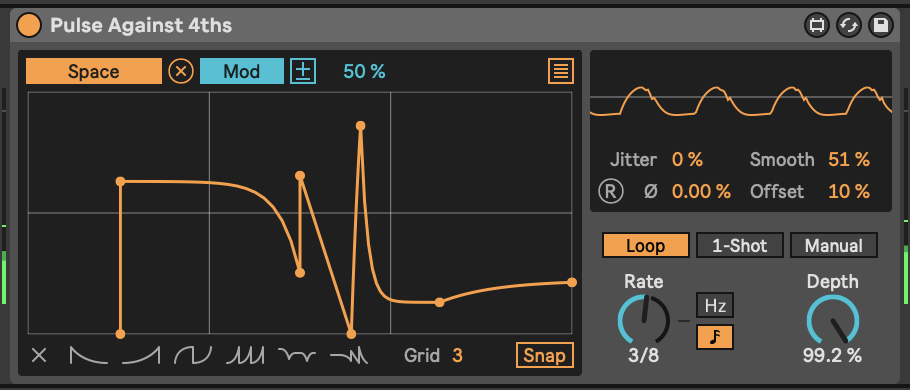 Pulse Against 4ths
Space Mod 50 %
Jitter 0 % Smooth 51 %
R Ø 0.00 % Offset 10 %
Loop 1-Shot Manual
Rate Depth
Hz
3/8 99.2 %
Grid 3 Snap